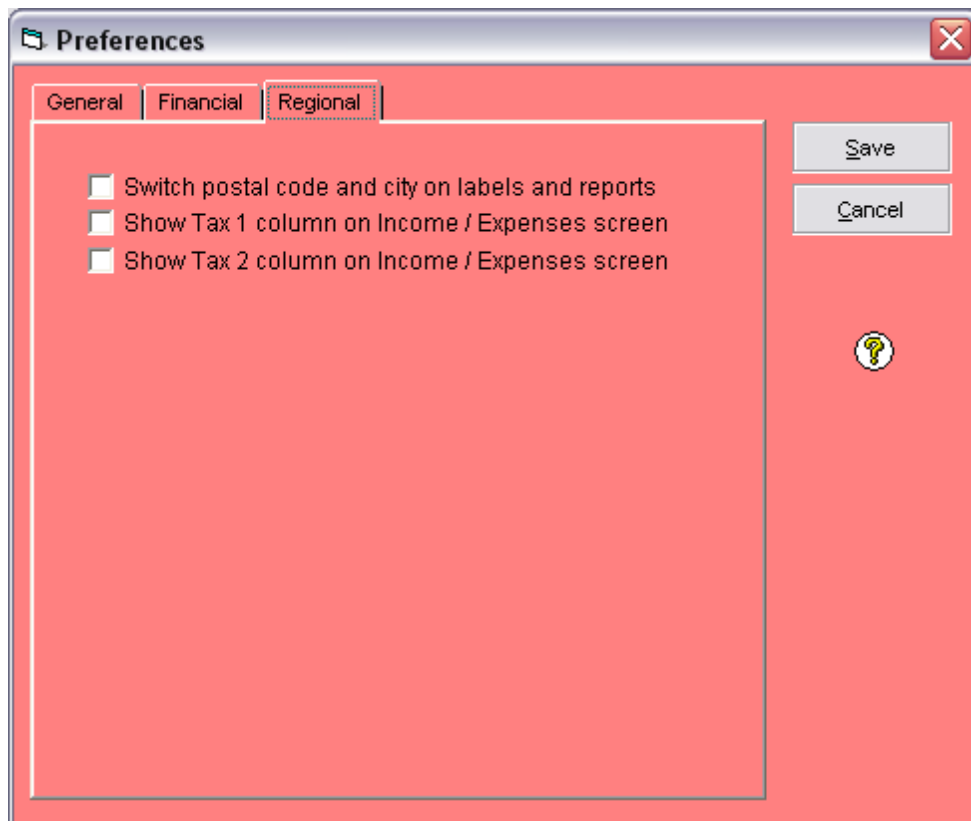 Preferences
General Financial Regional
Save
Switch postal code and city on labels and reports
Cancel
Show Tax 1 column on Income / Expenses screen
Show Tax 2 column on Income / Expenses screen
?